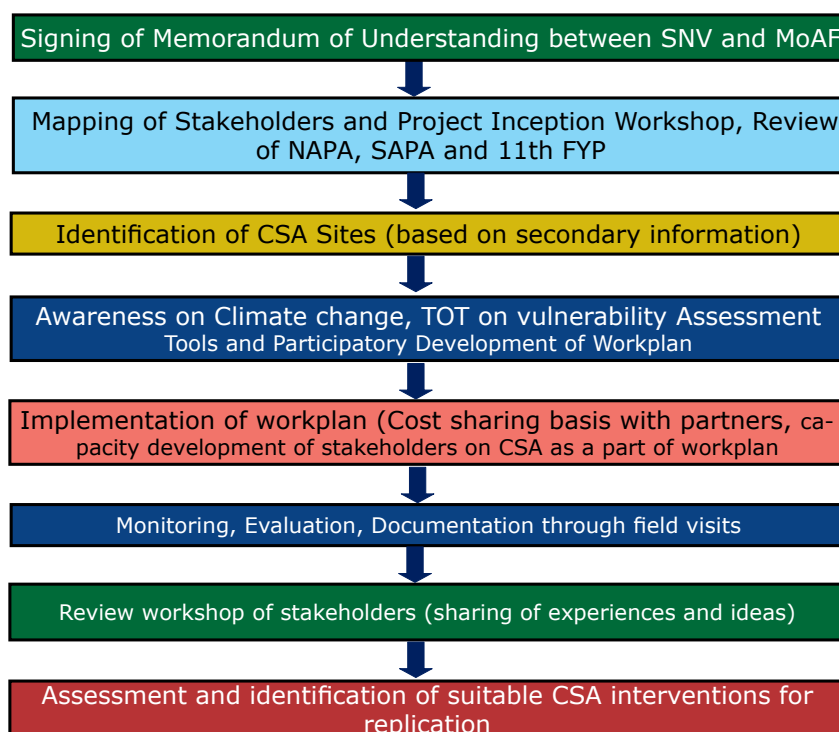 Signing of Memorandum of Understanding between SNV and MoAF
Mapping of Stakeholders and Project Inception Workshop, Review
of NAPA, SAPA and 11th FYP
Identification of CSA Sites (based on secondary information)
Awareness on Climate change, TOT on vulnerability Assessment
Tools and Participatory Development of Workplan
Implementation of workplan (Cost sharing basis with partners, ca-
pacity development of stakeholders on CSA as a part of workplan
Monitoring, Evaluation, Documentation through field visits
Review workshop of stakeholders (sharing of experiences and ideas)
Assessment and identification of suitable CSA interventions for
replication